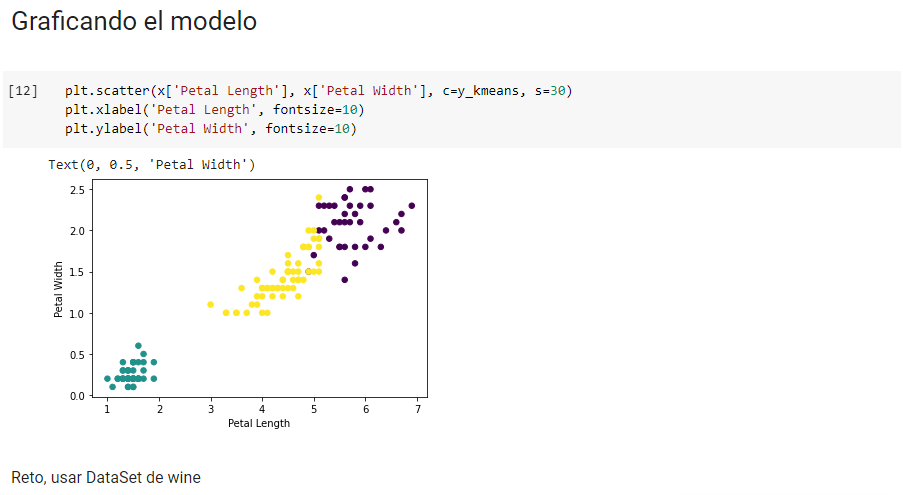 Graficando el modelo
[12] plt.scatter(x['Petal Length'], x['Petal Width'], c=y_kmeans, s=30)
plt.xlabel('Petal Length', fontsize=10)
plt.ylabel('Petal Width', fontsize=10)
Text(0, 0.5, 'Petal Width')
2.5
2.0
1.5
1.0
0.5
0.0
Petal Width
1 2 3 4 5 6 7
Petal Length
Reto, usar DataSet de wine